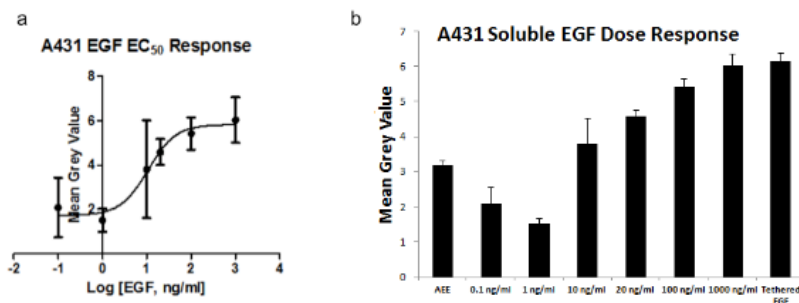 a
A431 EGF EC50 Response
8
6
4
2
0
Mean Grey Value
-2 -1 0 1 2 3 4
Log [EGF, ng/ml]
b
A431 Soluble EGF Dose Response
7
6
5
4
3
2
1
0
Mean Grey Value
AEE 0.1 ng/ml 1 ng/ml 10 ng/ml 20 ng/ml 100 ng/ml 1000 ng/ml Tethered
EGF